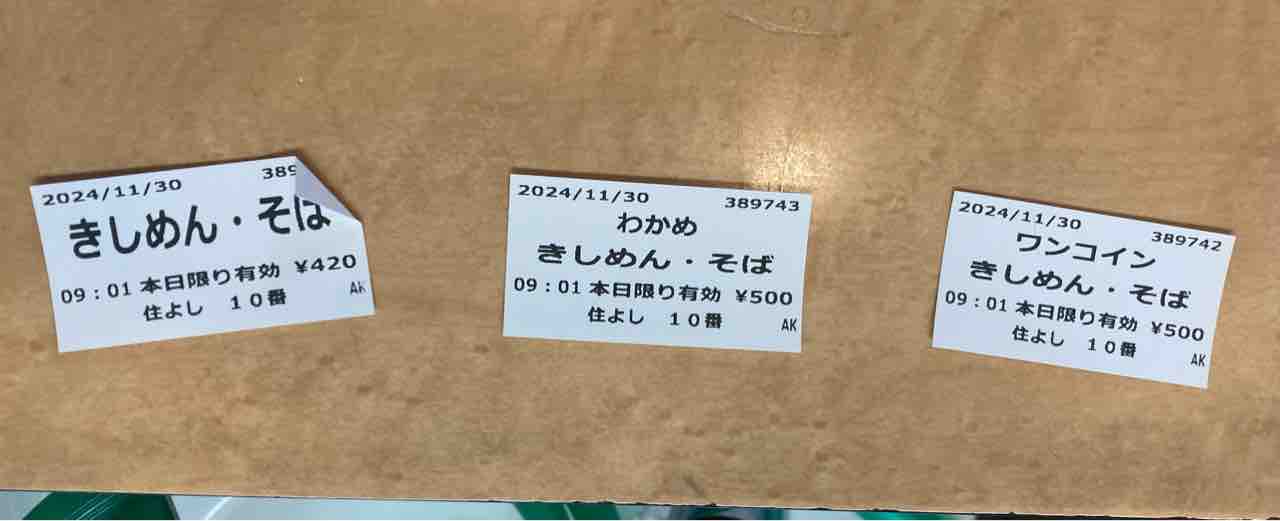 2024/11/30 389
きしめん・そば
09：01 本日限り有効 ¥420
住よし １０番 AK
2024/11/30 389743
わかめ
きしめん・そば
09：01 本日限り有効 ¥500
住よし １０番 AK
2024/11/30 389742
ワンコイン
きしめん・そば
09：01 本日限り有効 ¥500
住よし １０番 AK